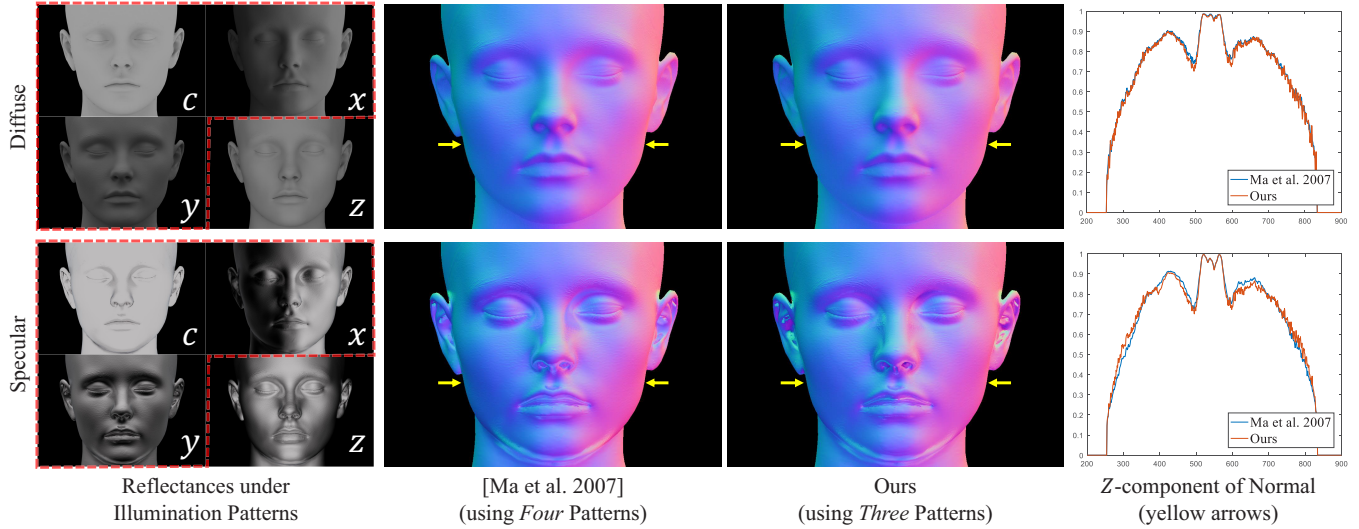 Diffuse
c
x
y
z
1
0.9
0.8
0.7
0.6
0.5
0.4
0.3
0.2
0.1
0
Ma et al. 2007
Ours
200 300 400 500 600 700 800 900
Specular
c
x
y
z
1
0.9
0.8
0.7
0.6
0.5
0.4
0.3
0.2
0.1
0
Ma et al. 2007
Ours
200 300 400 500 600 700 800 900
Reflectances under
Illumination Patterns
[Ma et al. 2007]
(using Four Patterns)
Ours
(using Three Patterns)
Z-component of Normal
(yellow arrows)